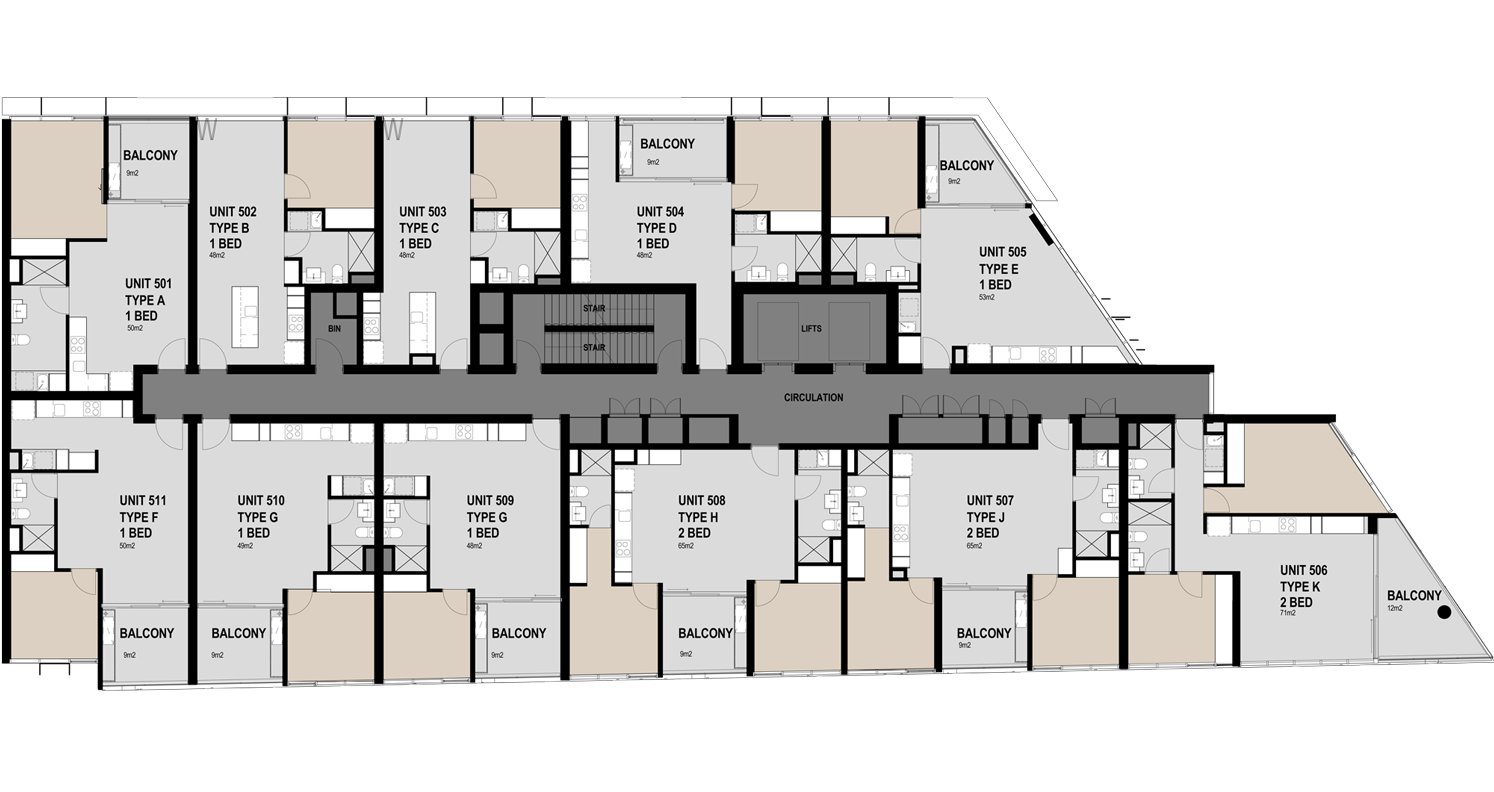 BALCONY
9m2
UNIT 501
TYPE A
1 BED
50m2
UNIT 502
TYPE B
1 BED
48m2
UNIT 503
TYPE C
1 BED
48m2
BALCONY
9m2
UNIT 504
TYPE D
1 BED
48m2
BALCONY
9m2
UNIT 505
TYPE E
1 BED
53m2
BIN
STAIR
STAIR
LIFTS
CIRCULATION
UNIT 511
TYPE F
1 BED
50m2
BALCONY
9m2
UNIT 510
TYPE G
1 BED
49m2
BALCONY
9m2
UNIT 509
TYPE G
1 BED
48m2
BALCONY
9m2
UNIT 508
TYPE H
2 BED
65m2
BALCONY
9m2
UNIT 507
TYPE J
2 BED
65m2
BALCONY
9m2
UNIT 506
TYPE K
2 BED
71m2
BALCONY
12m2